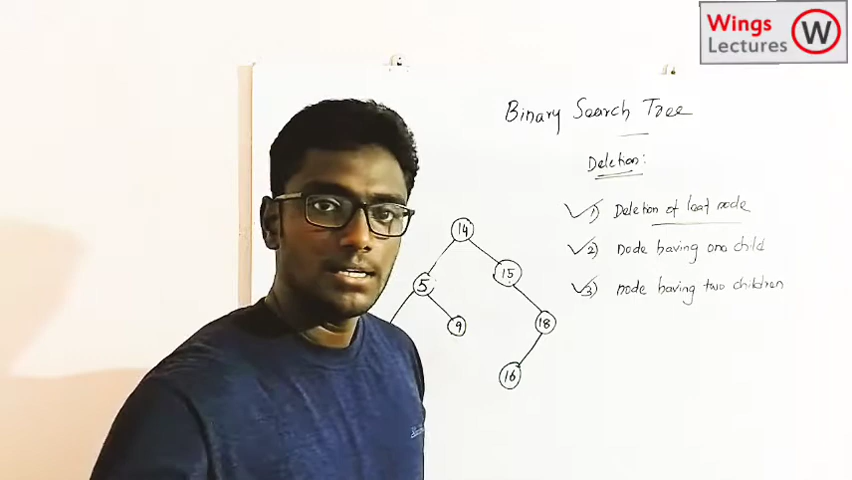 Wings
Lectures
W
Binary Search Tree
Deletion:
1) Deletion of leaf node
2) node having one child
3) node having two children
14
5
15
9
18
16